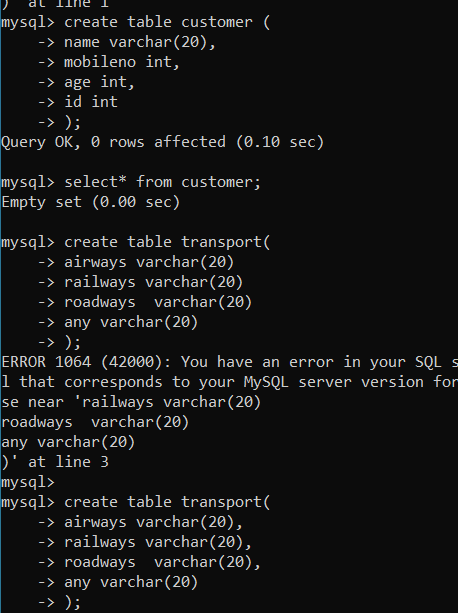 )' at line 1
mysql> create table customer (
    -> name varchar(20),
    -> mobileno int,
    -> age int,
    -> id int
    -> );
Query OK, 0 rows affected (0.10 sec)
mysql> select* from customer;
Empty set (0.00 sec)
mysql> create table transport(
    -> airways varchar(20)
    -> railways varchar(20)
    -> roadways  varchar(20)
    -> any varchar(20)
    -> );
ERROR 1064 (42000): You have an error in your SQL s
l that corresponds to your MySQL server version for
se near 'railways varchar(20)
roadways  varchar(20)
any varchar(20)
)' at line 3
mysql>
mysql> create table transport(
    -> airways varchar(20),
    -> railways varchar(20),
    -> roadways  varchar(20),
    -> any varchar(20)
    -> );